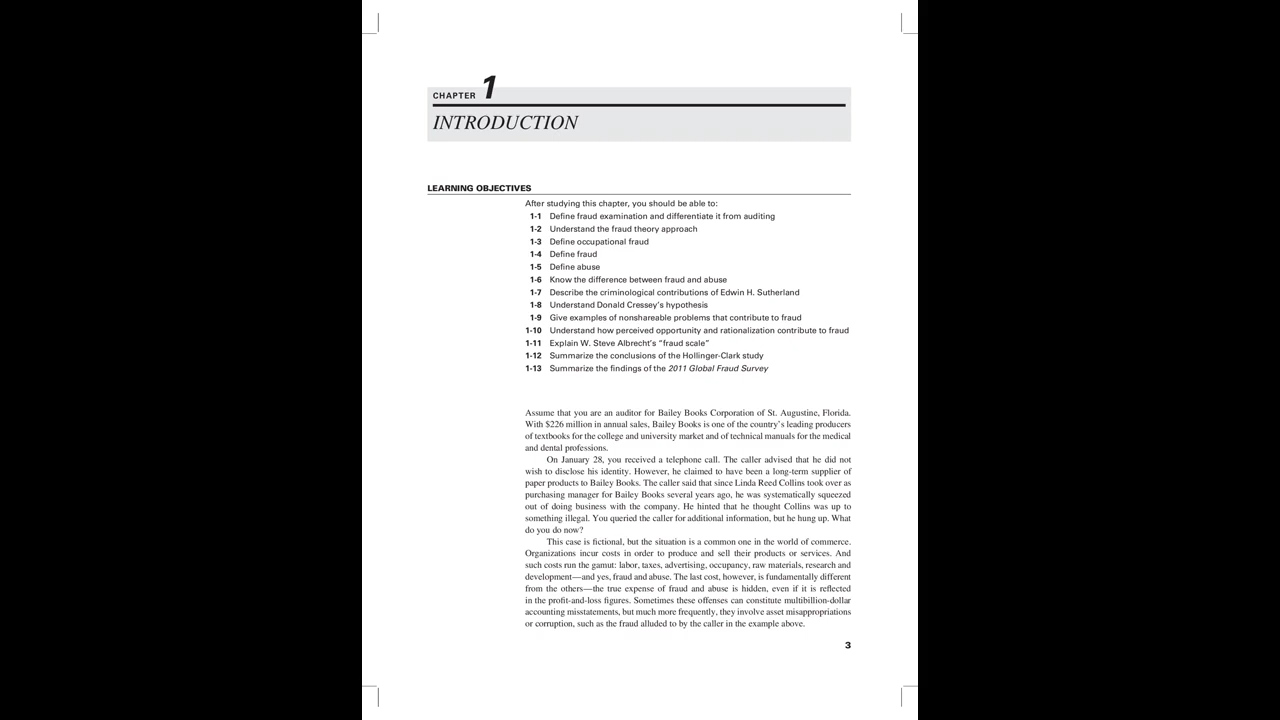 CHAPTER 1
INTRODUCTION
LEARNING OBJECTIVES
After studying this chapter, you should be able to:
1-1 Define fraud examination and differentiate it from auditing
1-2 Understand the fraud theory approach
1-3 Define occupational fraud
1-4 Define fraud
1-5 Define abuse
1-6 Know the difference between fraud and abuse
1-7 Describe the criminological contributions of Edwin H. Sutherland
1-8 Understand Donald Cressey’s hypothesis
1-9 Give examples of nonshareable problems that contribute to fraud
1-10 Understand how perceived opportunity and rationalization contribute to fraud
1-11 Explain W. Steve Albrecht’s “fraud scale”
1-12 Summarize the conclusions of the Hollinger-Clark study
1-13 Summarize the findings of the 2011 Global Fraud Survey
Assume that you are an auditor for Bailey Books Corporation of St. Augustine, Florida.
With $226 million in annual sales, Bailey Books is one of the country’s leading producers
of textbooks for the college and university market and of technical manuals for the medical
and dental professions.
On January 28, you received a telephone call. The caller advised that he did not
wish to disclose his identity. However, he claimed to have been a long-term supplier of
paper products to Bailey Books. The caller said that since Linda Reed Collins took over as
purchasing manager for Bailey Books several years ago, he was systematically squeezed
out of doing business with the company. He hinted that he thought Collins was up to
something illegal. You queried the caller for additional information, but he hung up. What
do you do now?
This case is fictional, but the situation is a common one in the world of commerce.
Organizations incur costs in order to produce and sell their products or services. And
such costs run the gamut: labor, taxes, advertising, occupancy, raw materials, research and
development—and yes, fraud and abuse. The last cost, however, is fundamentally different
from the others—the true expense of fraud and abuse is hidden, even if it is reflected
in the profit-and-loss figures. Sometimes these offenses can constitute multibillion-dollar
accounting misstatements, but much more frequently, they involve asset misappropriations
or corruption, such as the fraud alluded to by the caller in the example above.
3